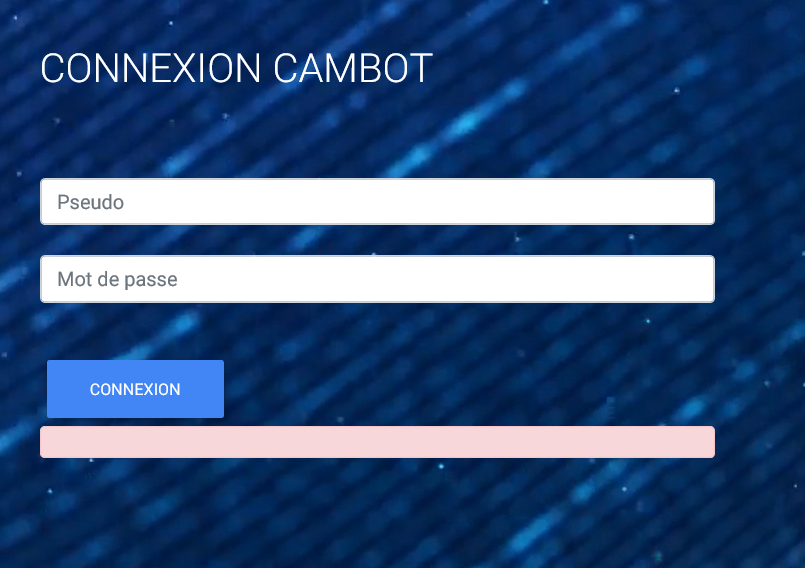 CONNEXION CAMBOT
Pseudo
Mot de passe
CONNEXION